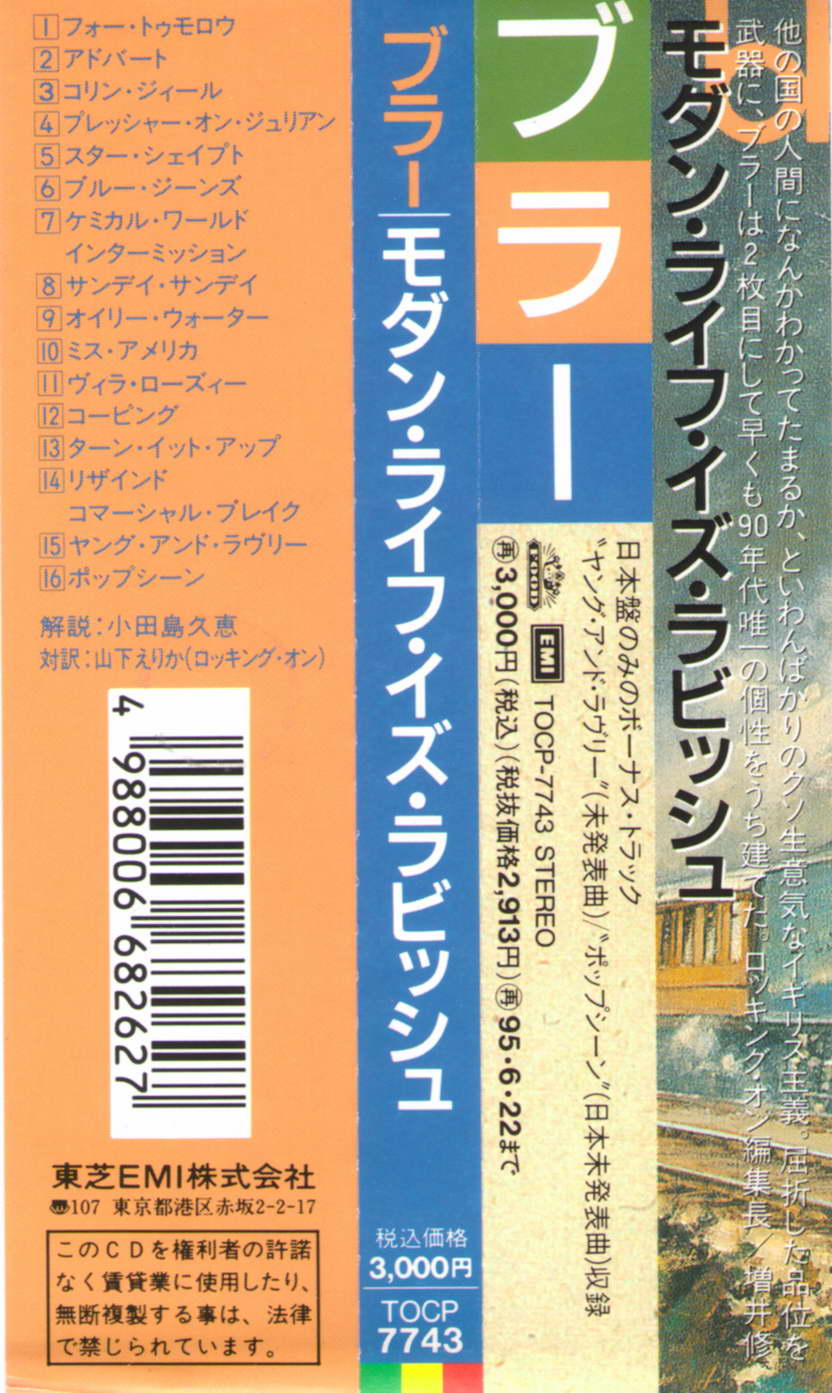 1 フォー・トゥモロウ
2 アドバート
3 コリン・ジィール
4 プレッシャー・オン・ジュリアン
5 スター・シェイプト
6 ブルー・ジーンズ
7 ケミカル・ワールド
インターミッション
8 サンデイ・サンデイ
9 オイリー・ウォーター
10 ミス・アメリカ
11 ヴィラ・ローズィー
12 コーピング
13 ターン・イット・アップ
14 リザインド
コマーシャル・ブレイク
15 ヤング・アンド・ラヴリー
16 ポップシーン
解説：小田島久恵
対訳：山下えりか(ロッキング・オン)
4 988006 682627
東芝EMI株式会社
〠107 東京都港区赤坂2-2-17
このCDを権利者の許諾
なく賃貸業に使用したり、
無断複製する事は、法律
で禁じられています。
ブラー|モダン・ライフ・イズ・ラビッシュ
税込価格
3,000円
TOCP
7743
ブラー
日本盤のみのボーナス・トラック
“ヤング・アンド・ラヴリー”(未発表曲)/“ポップシーン”(日本未発表曲)収録
FOOD EMI TOCP-7743 STEREO
㊢3,000円(税込)(税抜価格2,913円)㊢95・6・22まで
モダン・ライフ・イズ・ラビッシュ
他の国の人間になんかわかってたまるか、といわんばかりのクソ生意気なイギリス主義。屈折した品位を
武器に、ブラーは2枚目にして早くも90年代唯一の個性をうち建てた。ロッキング・オン編集長／増井修